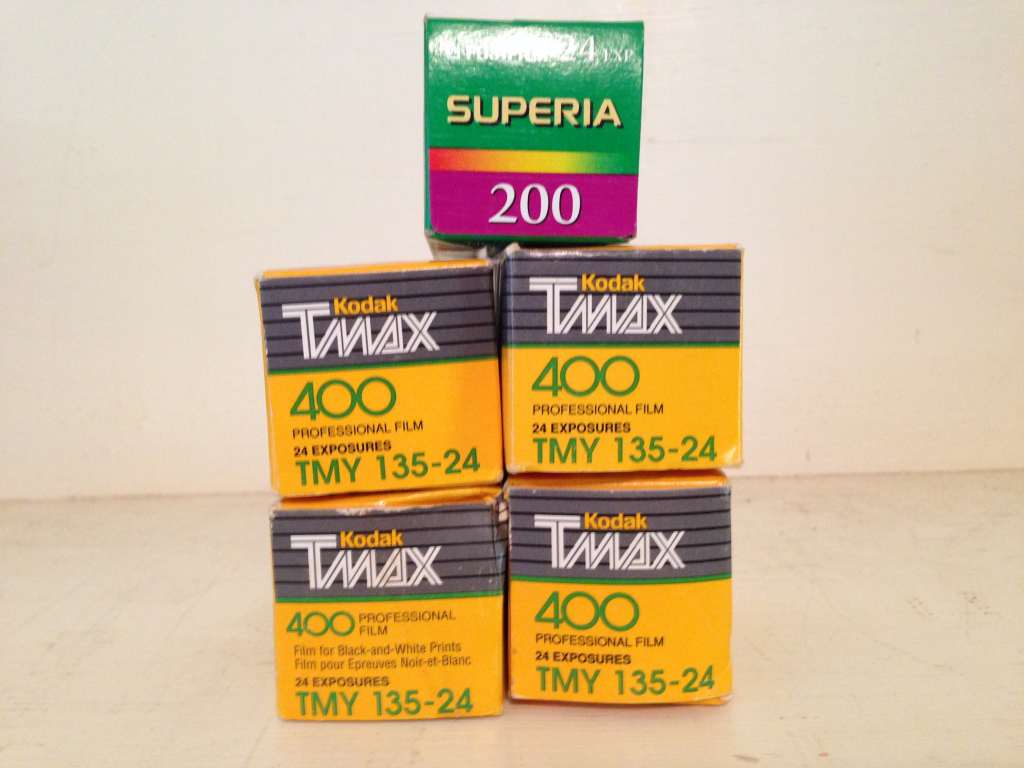 24 EXP
SUPERIA
200
Kodak
TMAX
400
PROFESSIONAL FILM
24 EXPOSURES
TMY 135-24
Kodak
TMAX
400
PROFESSIONAL FILM
24 EXPOSURES
TMY 135-24
Kodak
TMAX
400 PROFESSIONAL
FILM
Film for Black-and-White Prints
Film pour Epreuves Noir-et-Blanc
24 EXPOSURES
TMY 135-24
Kodak
TMAX
400
PROFESSIONAL FILM
24 EXPOSURES
TMY 135-24